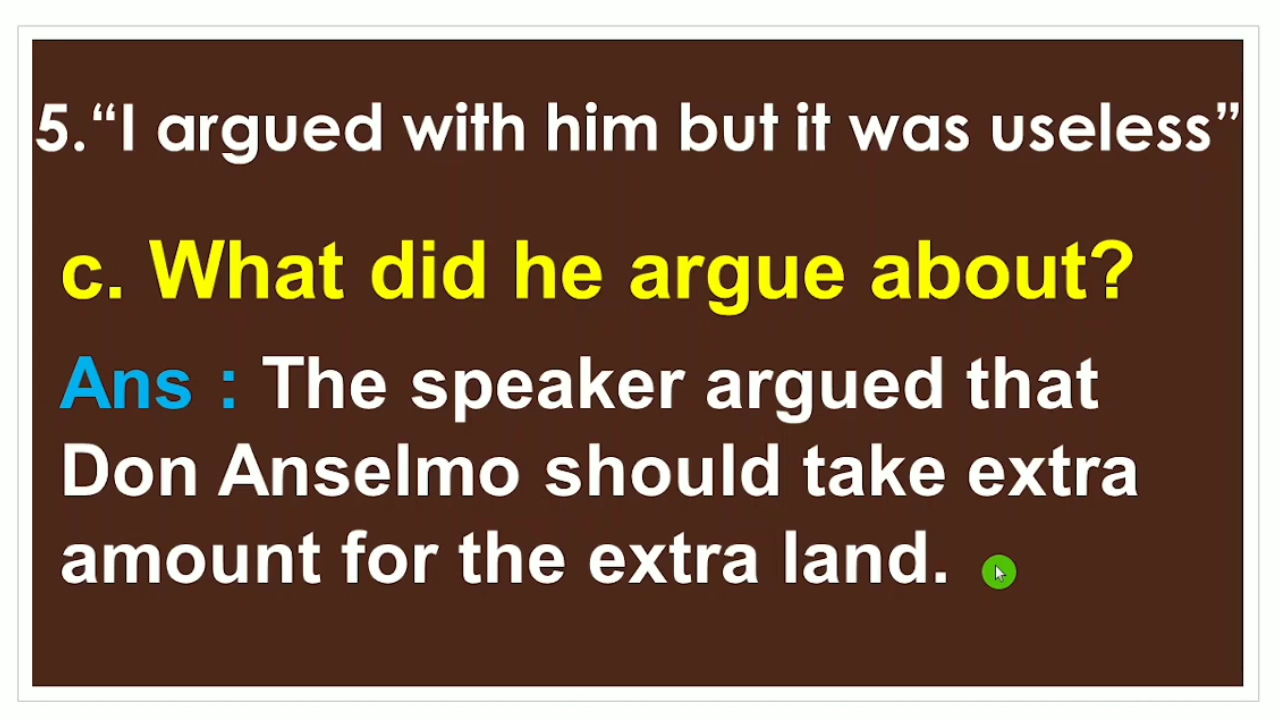 5.“I argued with him but it was useless”
c. What did he argue about?
Ans : The speaker argued that
Don Anselmo should take extra
amount for the extra land.